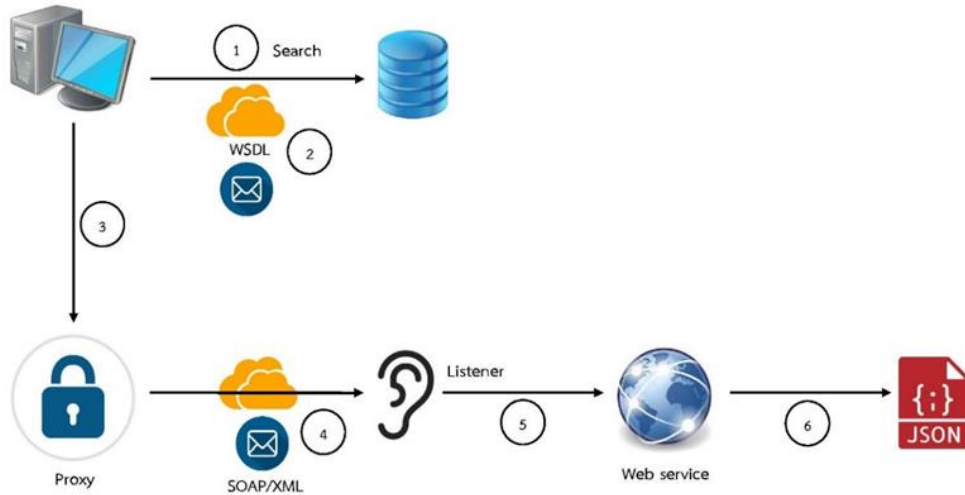 1 Search
WSDL 2
3
Listener
4
5
6
{;}
JSON
Proxy
SOAP/XML
Web service